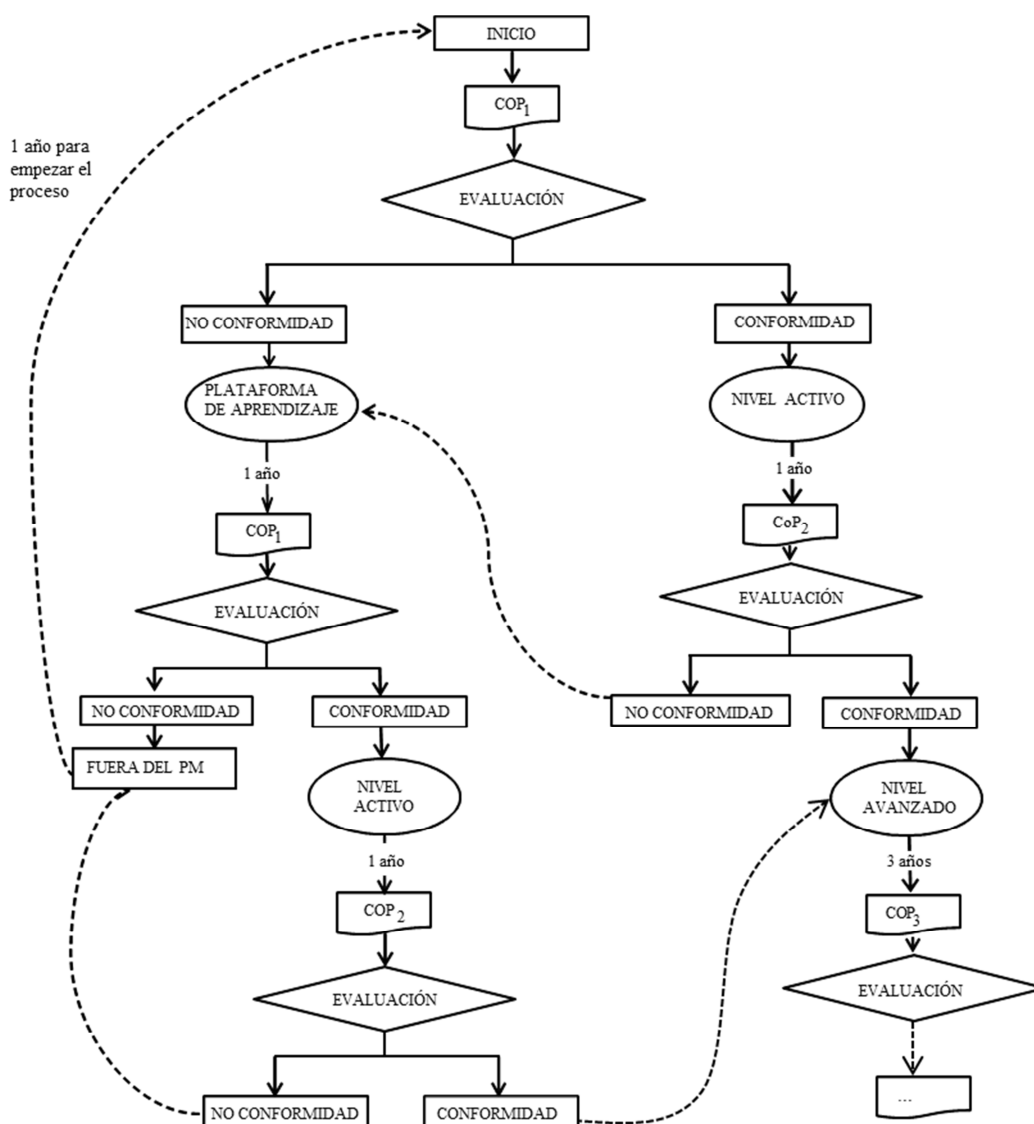 INICIO
COP1
1 año para
empezar el
proceso
EVALUACIÓN
NO CONFORMIDAD
CONFORMIDAD
PLATAFORMA
DE APRENDIZAJE
NIVEL ACTIVO
1 año
1 año
COP1
CoP2
EVALUACIÓN
EVALUACIÓN
NO CONFORMIDAD
CONFORMIDAD
NO CONFORMIDAD
CONFORMIDAD
FUERA DEL PM
NIVEL
ACTIVO
NIVEL
AVANZADO
1 año
3 años
COP2
COP3
EVALUACIÓN
EVALUACIÓN
...
NO CONFORMIDAD
CONFORMIDAD